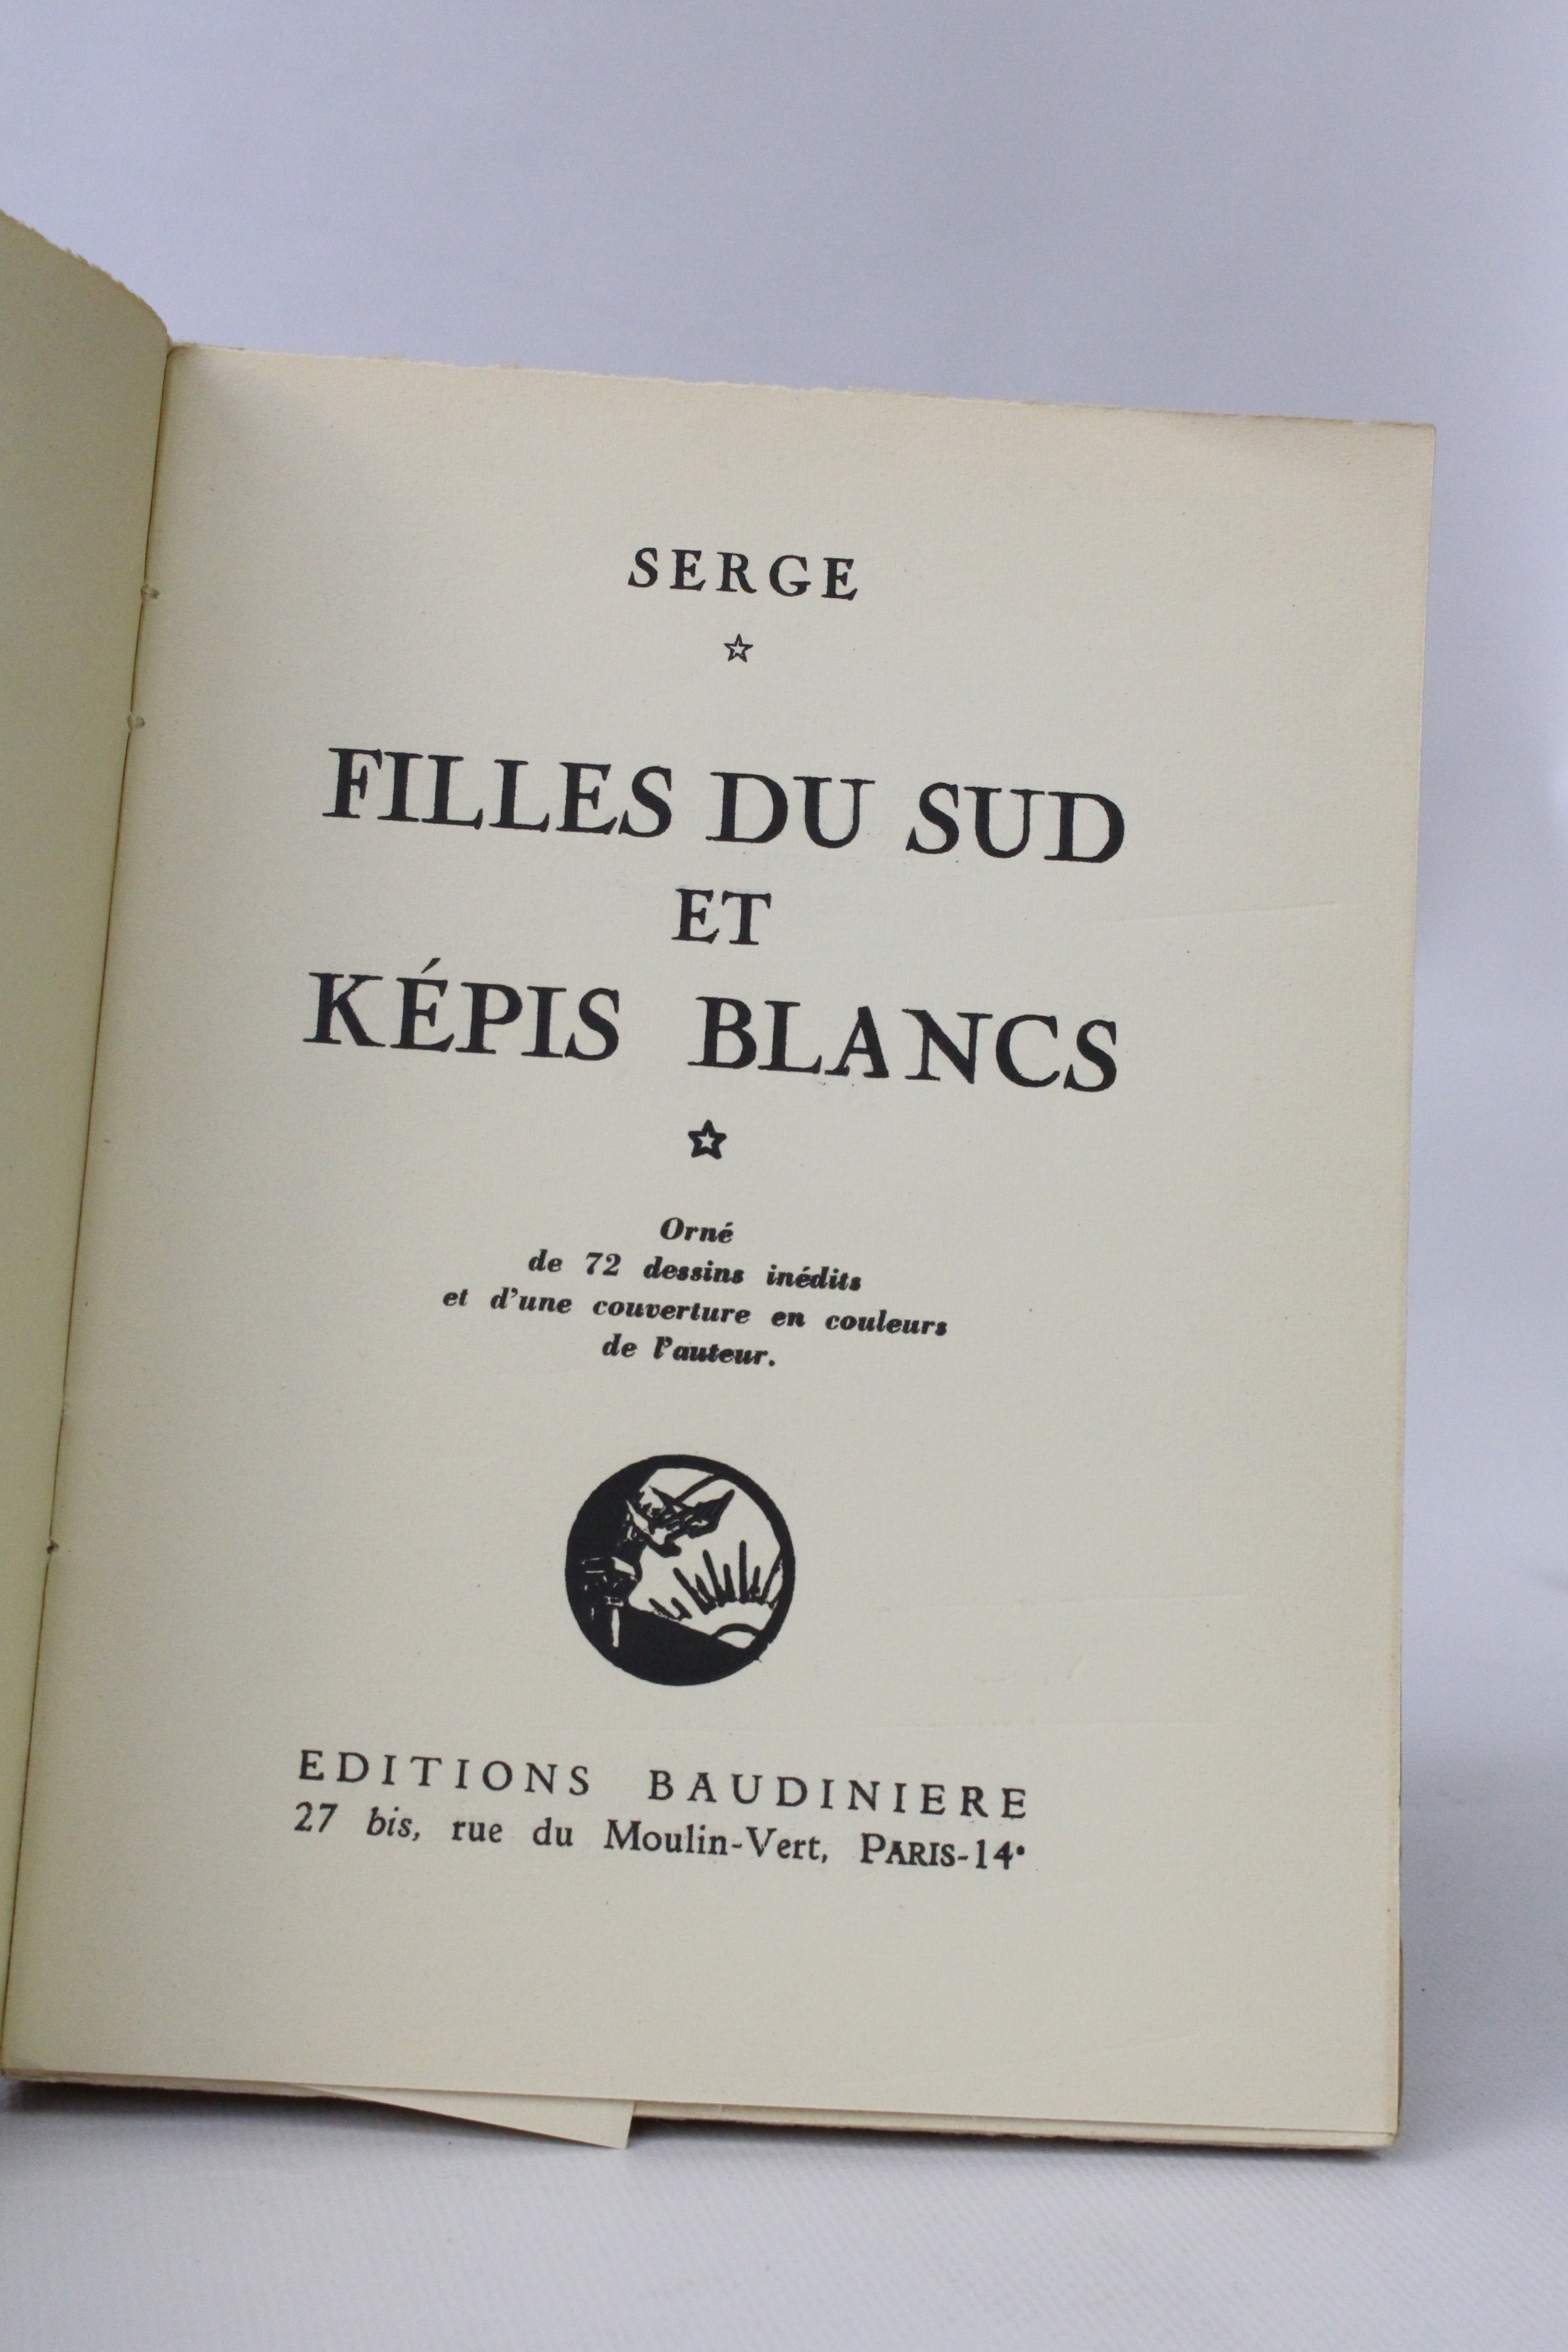 SERGE
FILLES DU SUD
ET
KÉPIS BLANCS
Orné
de 72 dessins inédits
et d'une couverture en couleurs
de l'auteur.
EDITIONS BAUDINIERE
27 bis, rue du Moulin-Vert, PARIS-14e